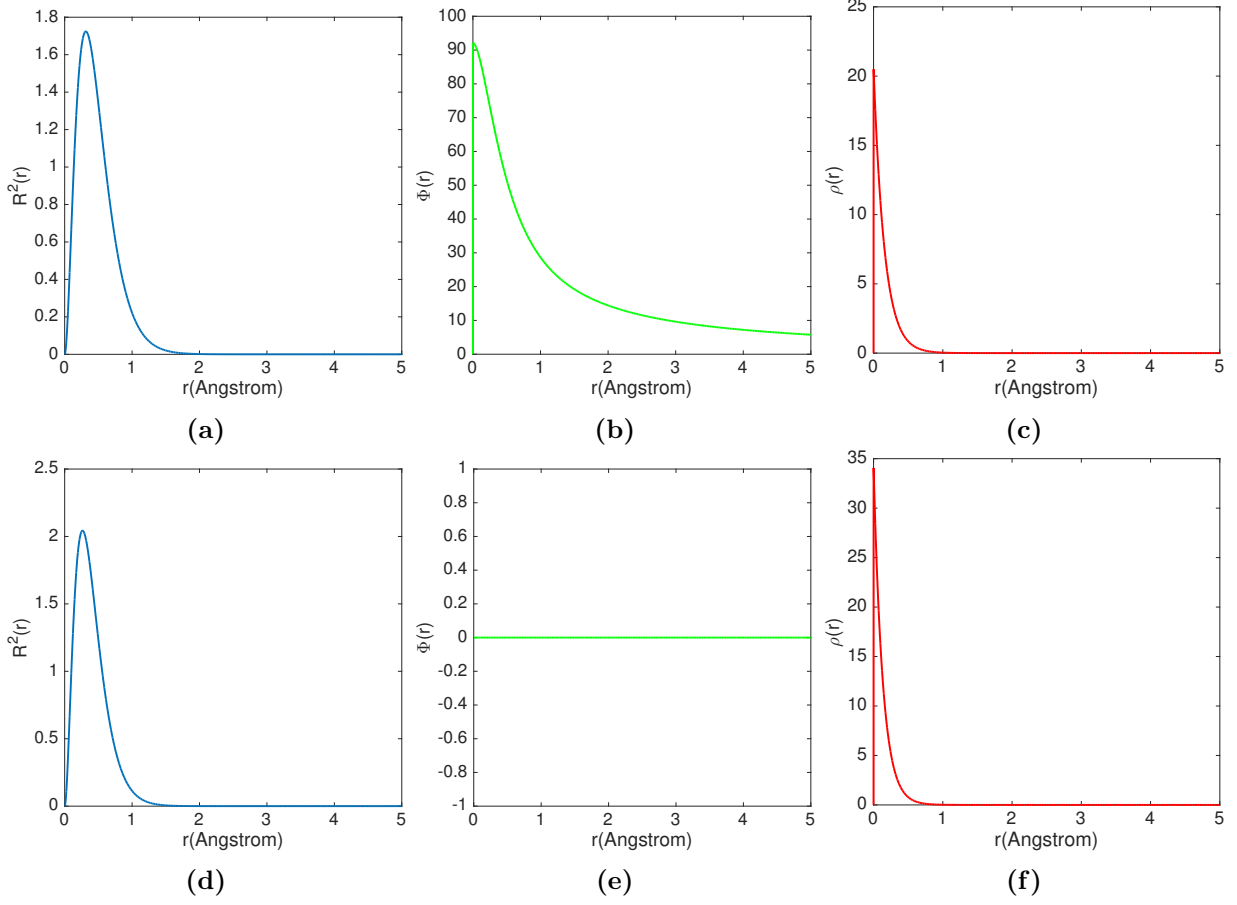 1.8
1.6
1.4
1.2
1
0.8
0.6
0.4
0.2
0
R²(r)
0 1 2 3 4 5
r(Angstrom)
(a)
100
90
80
70
60
50
40
30
20
10
0
Φ(r)
0 1 2 3 4 5
r(Angstrom)
(b)
25
20
15
10
5
0
ρ(r)
0 1 2 3 4 5
r(Angstrom)
(c)
2.5
2
1.5
1
0.5
0
R²(r)
0 1 2 3 4 5
r(Angstrom)
(d)
1
0.8
0.6
0.4
0.2
0
-0.2
-0.4
-0.6
-0.8
-1
Φ(r)
0 1 2 3 4 5
r(Angstrom)
(e)
35
30
25
20
15
10
5
0
ρ(r)
0 1 2 3 4 5
r(Angstrom)
(f)